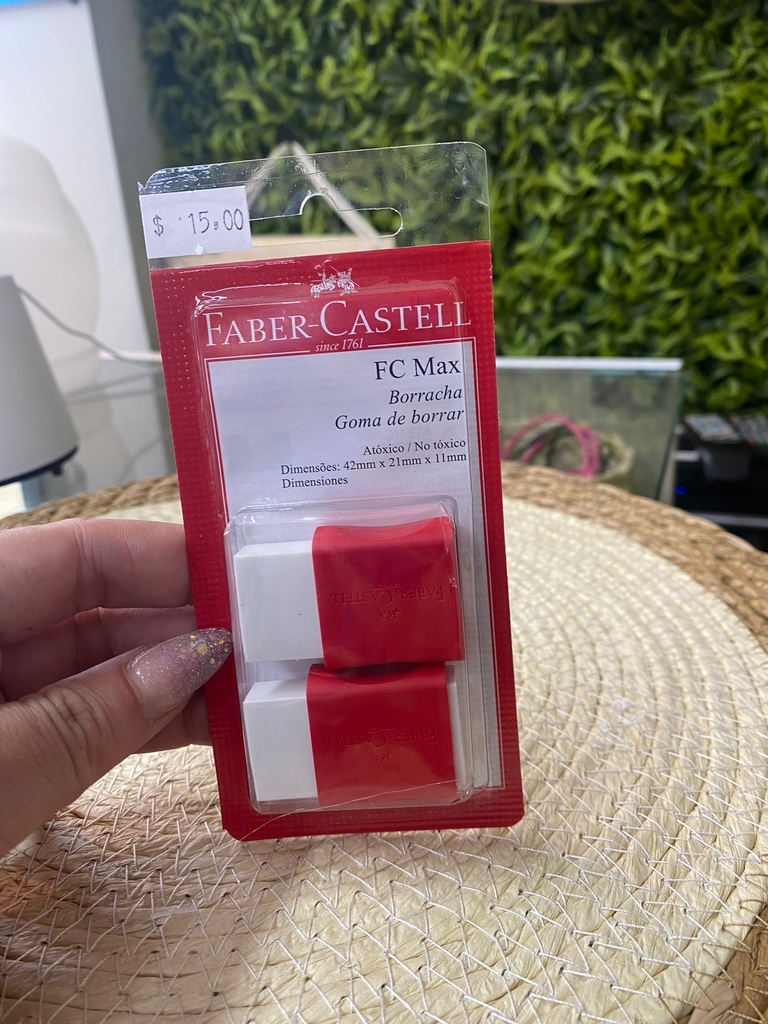 $ 15.00
FABER-CASTELL
since 1761
FC Max
Borracha
Goma de borrar
Atóxico / No tóxico
Dimensões: 42mm x 21mm x 11mm
Dimensiones
FABER-CASTELL
FABER-CASTELL